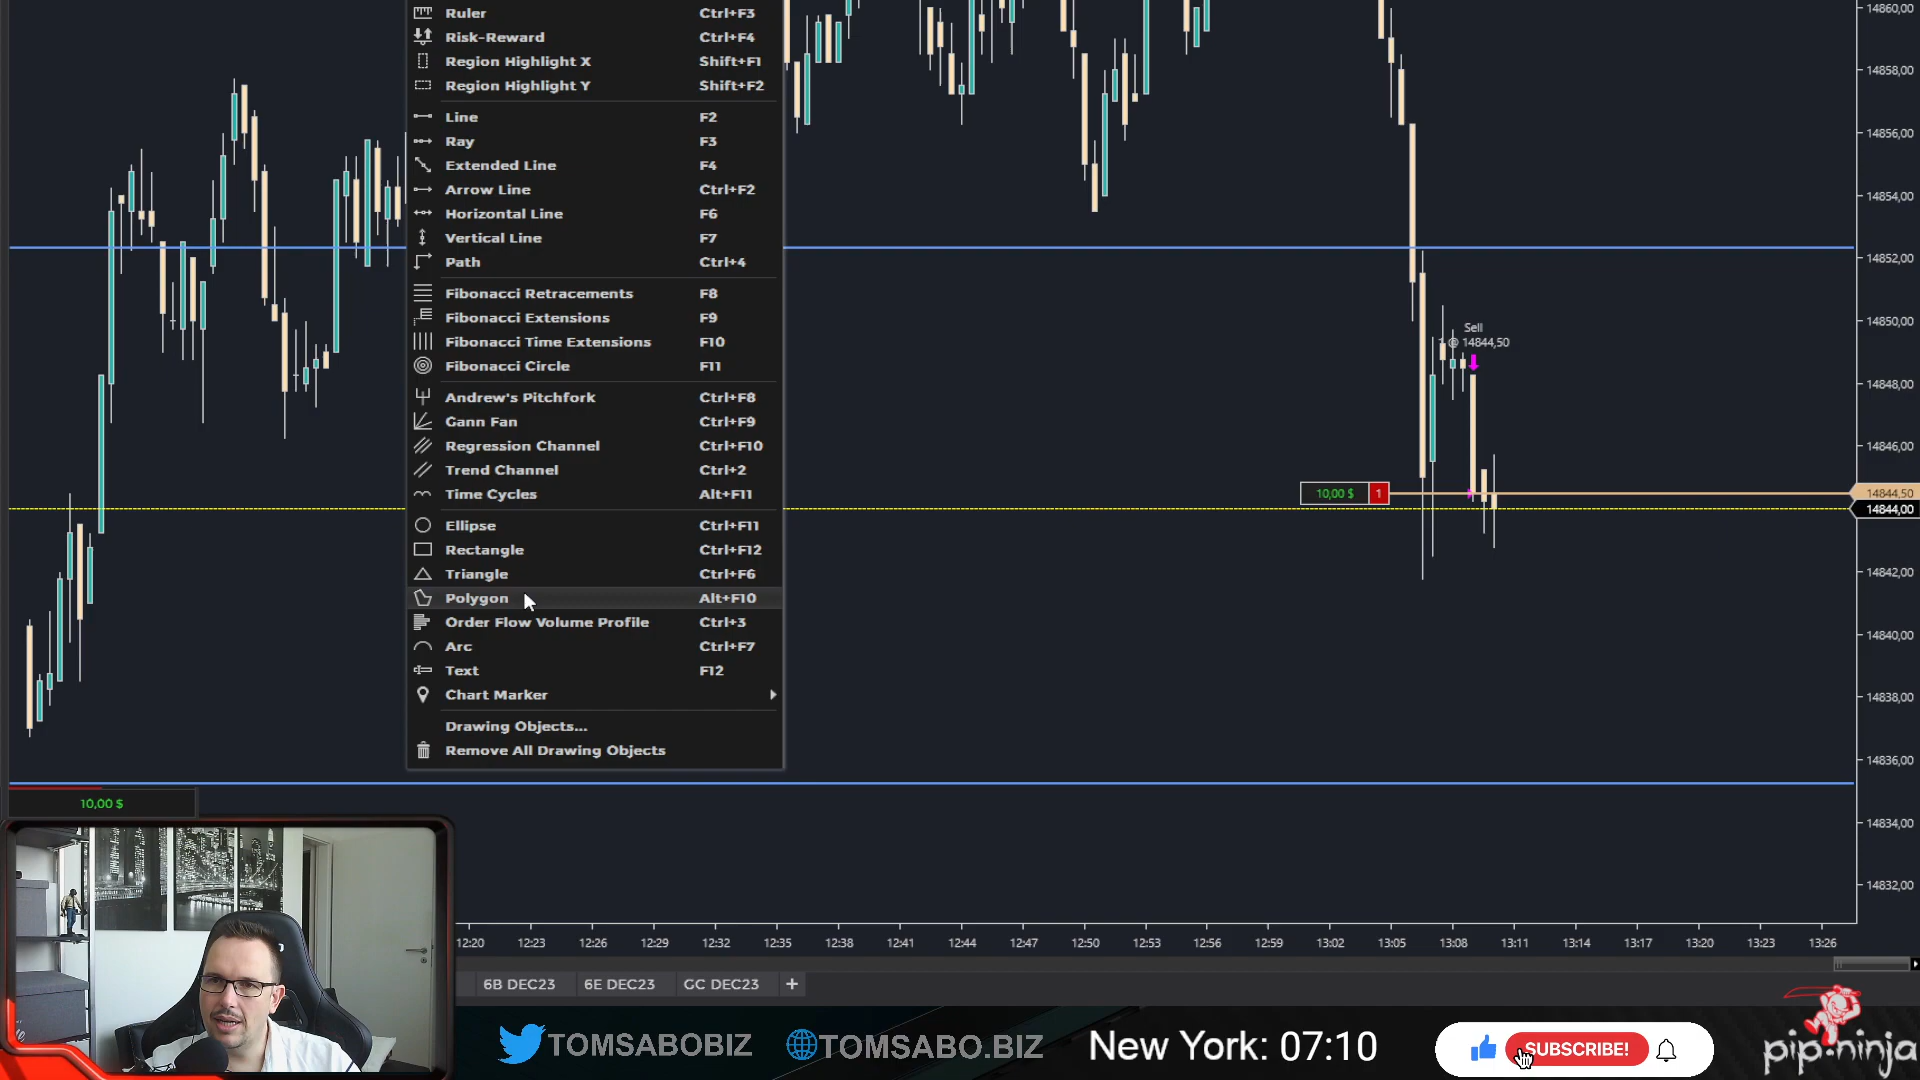 Ruler Ctrl+F3
Risk-Reward Ctrl+F4
Region Highlight X Shift+F1
Region Highlight Y Shift+F2
Line F2
Ray F3
Extended Line F4
Arrow Line Ctrl+F2
Horizontal Line F6
Vertical Line F7
Path Ctrl+4
Fibonacci Retracements F8
Fibonacci Extensions F9
Fibonacci Time Extensions F10
Fibonacci Circle F11
Andrew's Pitchfork Ctrl+F8
Gann Fan Ctrl+F9
Regression Channel Ctrl+F10
Trend Channel Ctrl+2
Time Cycles Alt+F11
Ellipse Ctrl+F11
Rectangle Ctrl+F12
Triangle Ctrl+F6
Polygon Alt+F10
Order Flow Volume Profile Ctrl+3
Arc Ctrl+F7
Text F12
Chart Marker
Drawing Objects...
Remove All Drawing Objects
Sell
1 @ 14844,50
10,00 $ 1
14860,00
14858,00
14856,00
14854,00
14852,00
14850,00
14848,00
14846,00
14844,50
14844,00
14842,00
14840,00
14838,00
14836,00
14834,00
14832,00
10,00 $
12:20 12:23 12:26 12:29 12:32 12:35 12:38 12:41 12:44 12:47 12:50 12:53 12:56 12:59 13:02 13:05 13:08 13:11 13:14 13:17 13:20 13:23 13:26
6B DEC23 6E DEC23 GC DEC23 +
TOMSABOBIZ TOMSABO.BIZ New York: 07:10 SUBSCRIBE! pip·ninja